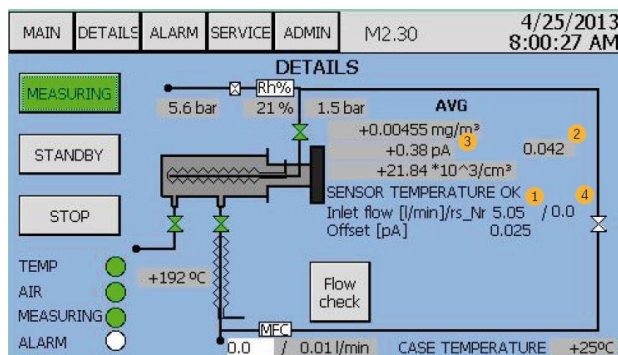 MAIN DETAILS ALARM SERVICE ADMIN M2.30 4/25/2013
8:00:27 AM
DETAILS
MEASURING
Rh%
5.6 bar 21 % 1.5 bar AVG
+0.00455 mg/m³
+0.38 pA 3 0.042 2
+21.84 *10^3/cm³
STANDBY
SENSOR TEMPERATURE OK 1 4
Inlet flow [l/min]/rs_Nr 5.05 / 0.0
Offset [pA] 0.025
STOP
TEMP
+192 ºC
AIR
Flow
check
MEASURING
ALARM
MFC
0.0 / 0.01 l/min CASE TEMPERATURE +25ºC